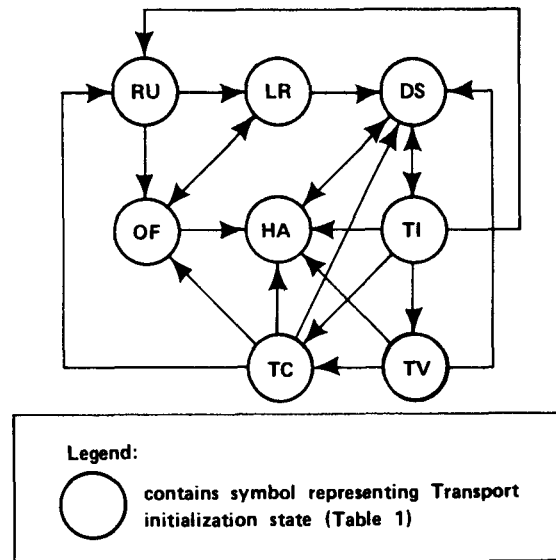 RU LR DS
OF HA TI
TC TV
Legend:
contains symbol representing Transport
initialization state (Table 1)